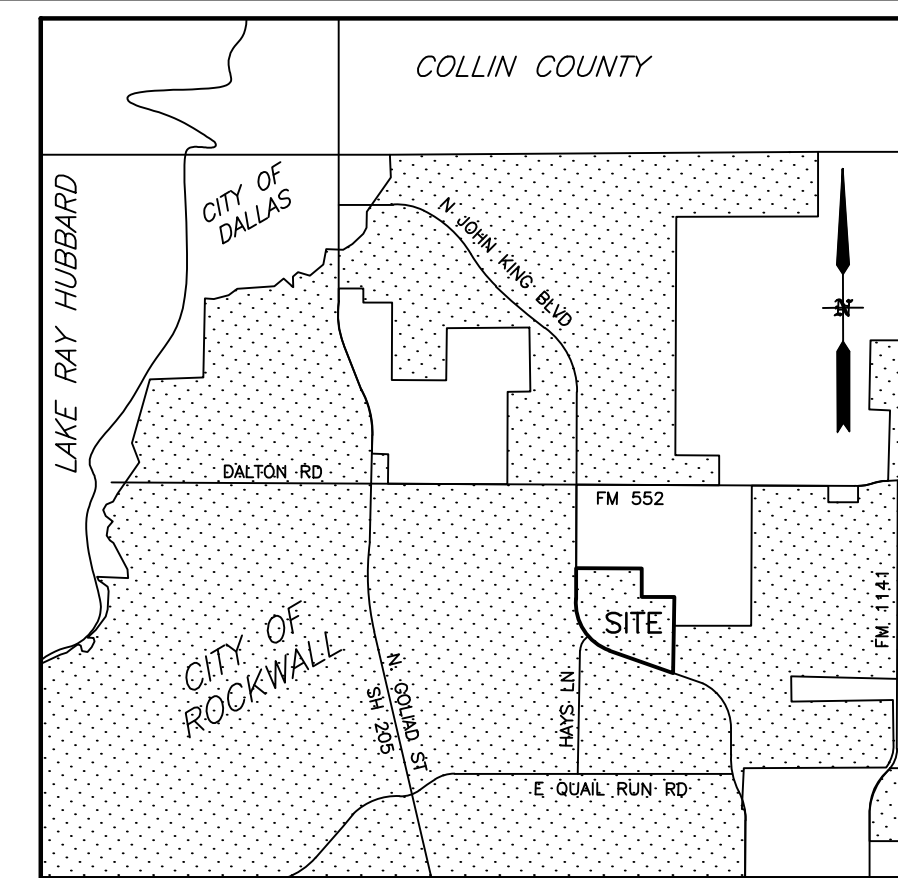 COLLIN COUNTY
LAKE RAY HUBBARD
CITY OF
DALLAS
N JOHN KING BLVD
N
DALTON RD
FM 552
SITE
FM 1141
CITY OF
ROCKWALL
N. GOLIAD ST
SH 205
HAYS LN
E QUAIL RUN RD